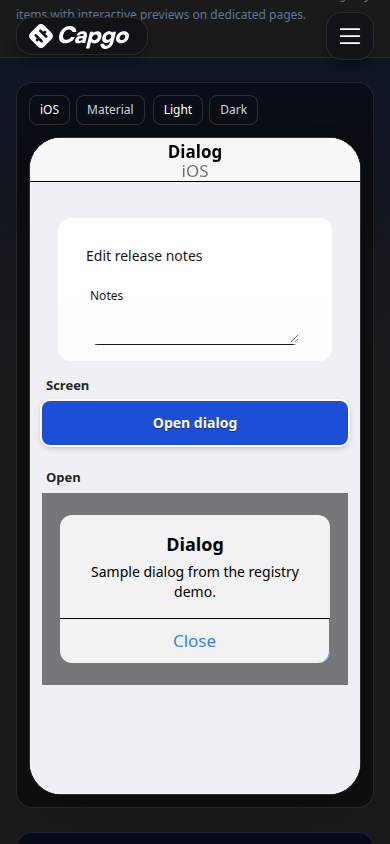 items with interactive previews on dedicated pages.
Capgo
iOS
Material
Light
Dark
Dialog
iOS
Edit release notes
Notes
Screen
Open dialog
Open
Dialog
Sample dialog from the registry
demo.
Close